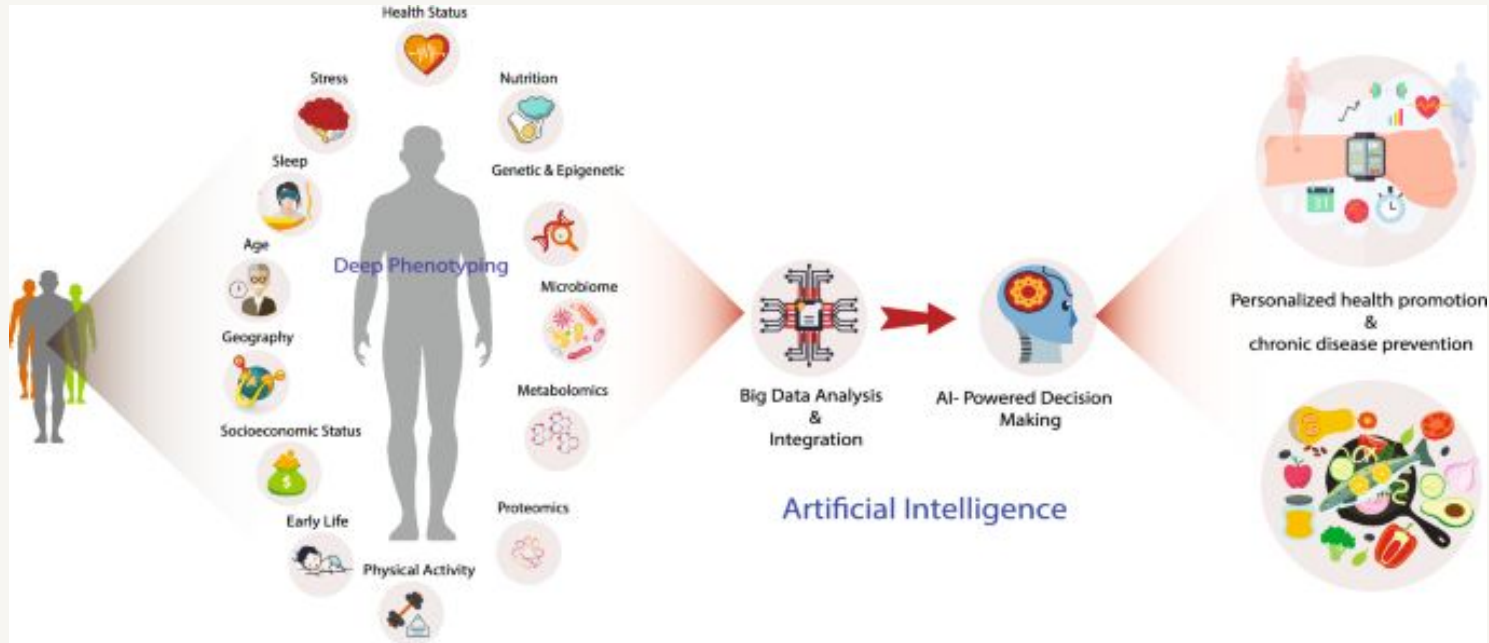 Health Status
Stress
Nutrition
Sleep
Genetic & Epigenetic
Age
Deep Phenotyping
Microbiome
Geography
Metabolomics
Socioeconomic Status
Proteomics
Early Life
Physical Activity
$
Big Data Analysis
&
Integration
AI- Powered Decision
Making
Artificial Intelligence
31
Personalized health promotion
&
chronic disease prevention